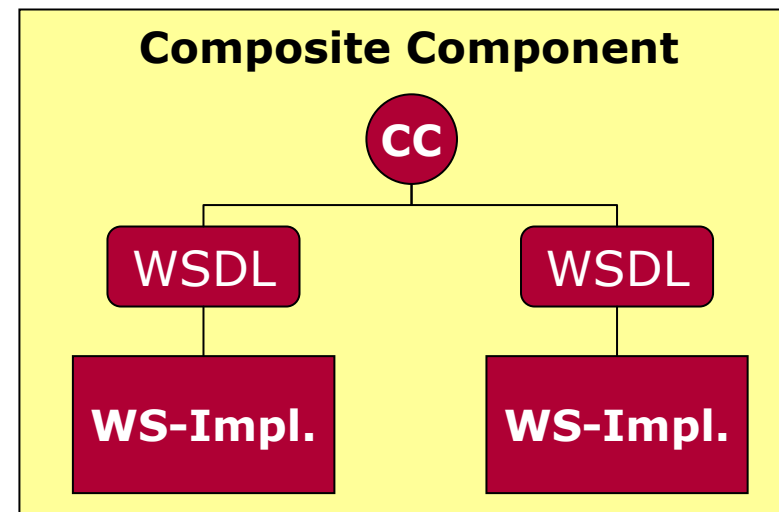 Composite Component
CC
WSDL
WSDL
WS-Impl.
WS-Impl.